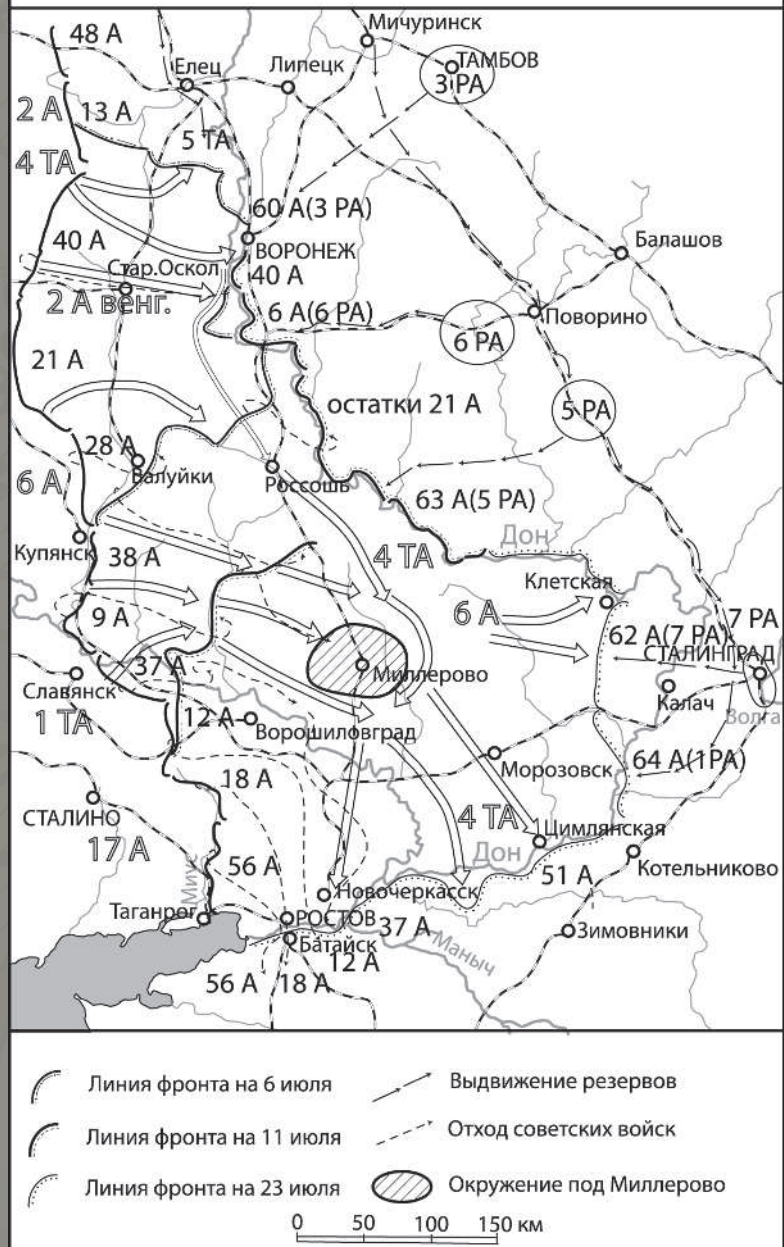 Мичуринск
48 А
ТАМБОВ
Елец
Липецк
3 РА
2 А
13 А
5 ТА
4 ТА
60 А(3 РА)
40 А
ВОРОНЕЖ
Балашов
Стар.Оскол
40 А
2 А венг.
6 А(6 РА)
Поворино
6 РА
21 А
остатки 21 А
5 РА
28 А
Валуйки
6 А
Россошь
63 А(5 РА)
Дон
Купянск
38 А
4 ТА
Клетская
6 А
7 РА
9 А
62 А(7 РА)
СТАЛИНГРАД
37 А
Миллерово
Славянск
Калач
1 ТА
12 А
Волга
Ворошиловград
64 А(1РА)
Морозовск
18 А
СТАЛИНО
4 ТА
Цимлянская
17 А
Дон
Котельниково
Миус
56 А
51 А
Новочеркасск
Таганрог
РОСТОВ
37 А
Зимовники
Батайск
12 А
Маныч
56 А
18 А
Линия фронта на 6 июля
Выдвижение резервов
Линия фронта на 11 июля
Отход советских войск
Линия фронта на 23 июля
Окружение под Миллерово
0 50 100 150 км